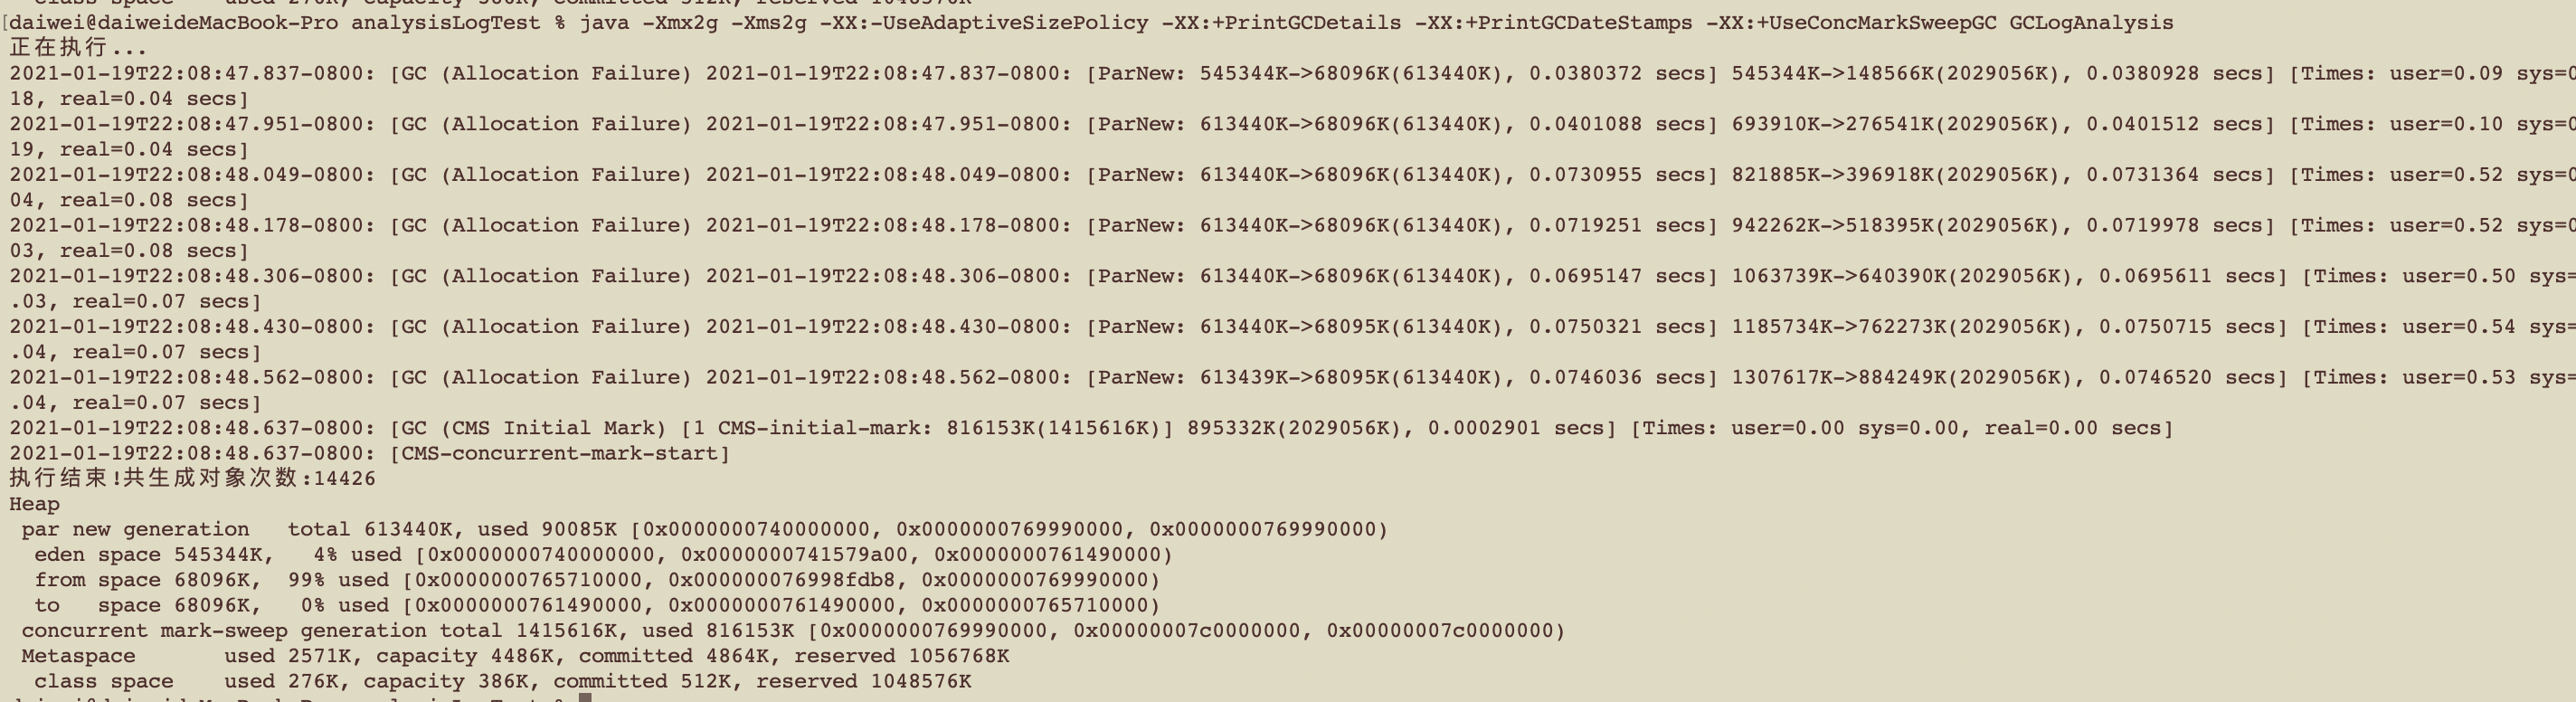 class space    used 276K, capacity 386K, committed 512K, reserved 1048576K
[daiwei@daiweideMacBook-Pro analysisLogTest % java -Xmx2g -Xms2g -XX:-UseAdaptiveSizePolicy -XX:+PrintGCDetails -XX:+PrintGCDateStamps -XX:+UseConcMarkSweepGC GCLogAnalysis
正在执行...
2021-01-19T22:08:47.837-0800: [GC (Allocation Failure) 2021-01-19T22:08:47.837-0800: [ParNew: 545344K->68096K(613440K), 0.0380372 secs] 545344K->148566K(2029056K), 0.0380928 secs] [Times: user=0.09 sys=0
18, real=0.04 secs]
2021-01-19T22:08:47.951-0800: [GC (Allocation Failure) 2021-01-19T22:08:47.951-0800: [ParNew: 613440K->68096K(613440K), 0.0401088 secs] 693910K->276541K(2029056K), 0.0401512 secs] [Times: user=0.10 sys=0
19, real=0.04 secs]
2021-01-19T22:08:48.049-0800: [GC (Allocation Failure) 2021-01-19T22:08:48.049-0800: [ParNew: 613440K->68096K(613440K), 0.0730955 secs] 821885K->396918K(2029056K), 0.0731364 secs] [Times: user=0.52 sys=0
04, real=0.08 secs]
2021-01-19T22:08:48.178-0800: [GC (Allocation Failure) 2021-01-19T22:08:48.178-0800: [ParNew: 613440K->68096K(613440K), 0.0719251 secs] 942262K->518395K(2029056K), 0.0719978 secs] [Times: user=0.52 sys=0
03, real=0.08 secs]
2021-01-19T22:08:48.306-0800: [GC (Allocation Failure) 2021-01-19T22:08:48.306-0800: [ParNew: 613440K->68096K(613440K), 0.0695147 secs] 1063739K->640390K(2029056K), 0.0695611 secs] [Times: user=0.50 sys=
.03, real=0.07 secs]
2021-01-19T22:08:48.430-0800: [GC (Allocation Failure) 2021-01-19T22:08:48.430-0800: [ParNew: 613440K->68095K(613440K), 0.0750321 secs] 1185734K->762273K(2029056K), 0.0750715 secs] [Times: user=0.54 sys=
.04, real=0.07 secs]
2021-01-19T22:08:48.562-0800: [GC (Allocation Failure) 2021-01-19T22:08:48.562-0800: [ParNew: 613439K->68095K(613440K), 0.0746036 secs] 1307617K->884249K(2029056K), 0.0746520 secs] [Times: user=0.53 sys=
.04, real=0.07 secs]
2021-01-19T22:08:48.637-0800: [GC (CMS Initial Mark) [1 CMS-initial-mark: 816153K(1415616K)] 895332K(2029056K), 0.0002901 secs] [Times: user=0.00 sys=0.00, real=0.00 secs]
2021-01-19T22:08:48.637-0800: [CMS-concurrent-mark-start]
执行结束!共生成对象次数:14426
Heap
 par new generation   total 613440K, used 90085K [0x0000000740000000, 0x0000000769990000, 0x0000000769990000)
  eden space 545344K,   4% used [0x0000000740000000, 0x0000000741579a00, 0x0000000761490000)
  from space 68096K,  99% used [0x0000000765710000, 0x000000076998fdb8, 0x0000000769990000)
  to   space 68096K,   0% used [0x0000000761490000, 0x0000000761490000, 0x0000000765710000)
 concurrent mark-sweep generation total 1415616K, used 816153K [0x0000000769990000, 0x00000007c0000000, 0x00000007c0000000)
 Metaspace       used 2571K, capacity 4486K, committed 4864K, reserved 1056768K
  class space    used 276K, capacity 386K, committed 512K, reserved 1048576K